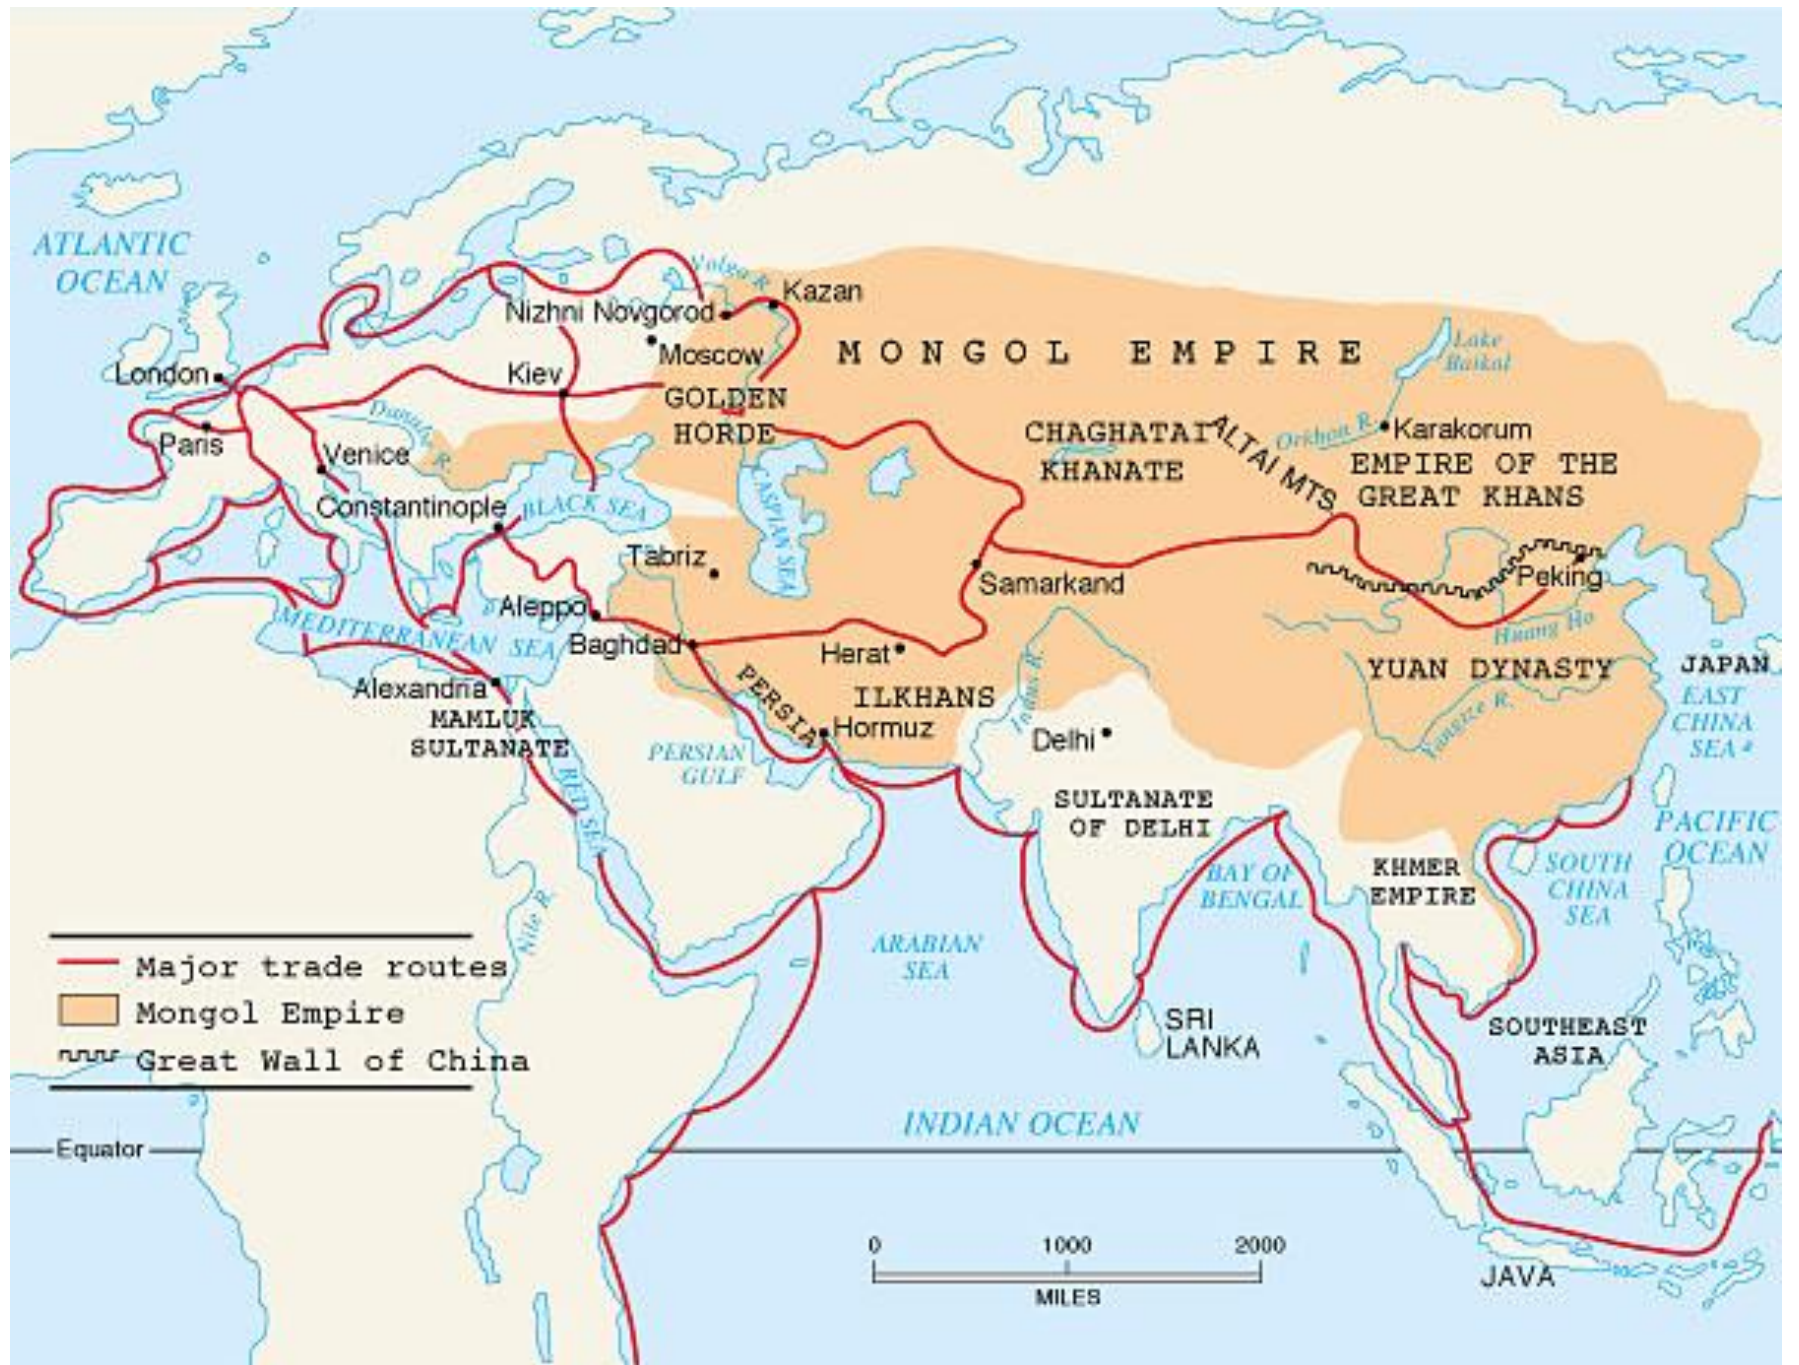 ATLANTIC
OCEAN
Volga R.
Kazan
Nizhni Novgorod
Moscow
MONGOL EMPIRE
Lake
Baikal
London
Kiev
GOLDEN
HORDE
Danube R.
Paris
Venice
CHAGHATAI
KHANATE
ALTAI MTS
Orkhon R.
Karakorum
EMPIRE OF THE
GREAT KHANS
Constantinople
BLACK SEA
CASPIAN SEA
Tabriz
Samarkand
Peking
Aleppo
MEDITERRANEAN SEA
Baghdad
Herat
Huang Ho
YUAN DYNASTY
JAPAN
Alexandria
MAMLUK
SULTANATE
PERSIA
ILKHANS
Hormuz
Indus R.
Delhi
Yangize R.
EAST
CHINA
SEA
PERSIAN
GULF
RED SEA
SULTANATE
OF DELHI
PACIFIC
OCEAN
KHMER
EMPIRE
BAY OF
BENGAL
SOUTH
CHINA
SEA
Nile R.
ARABIAN
SEA
Major trade routes
Mongol Empire
Great Wall of China
SRI
LANKA
SOUTHEAST
ASIA
INDIAN OCEAN
Equator
0 1000 2000
MILES
JAVA